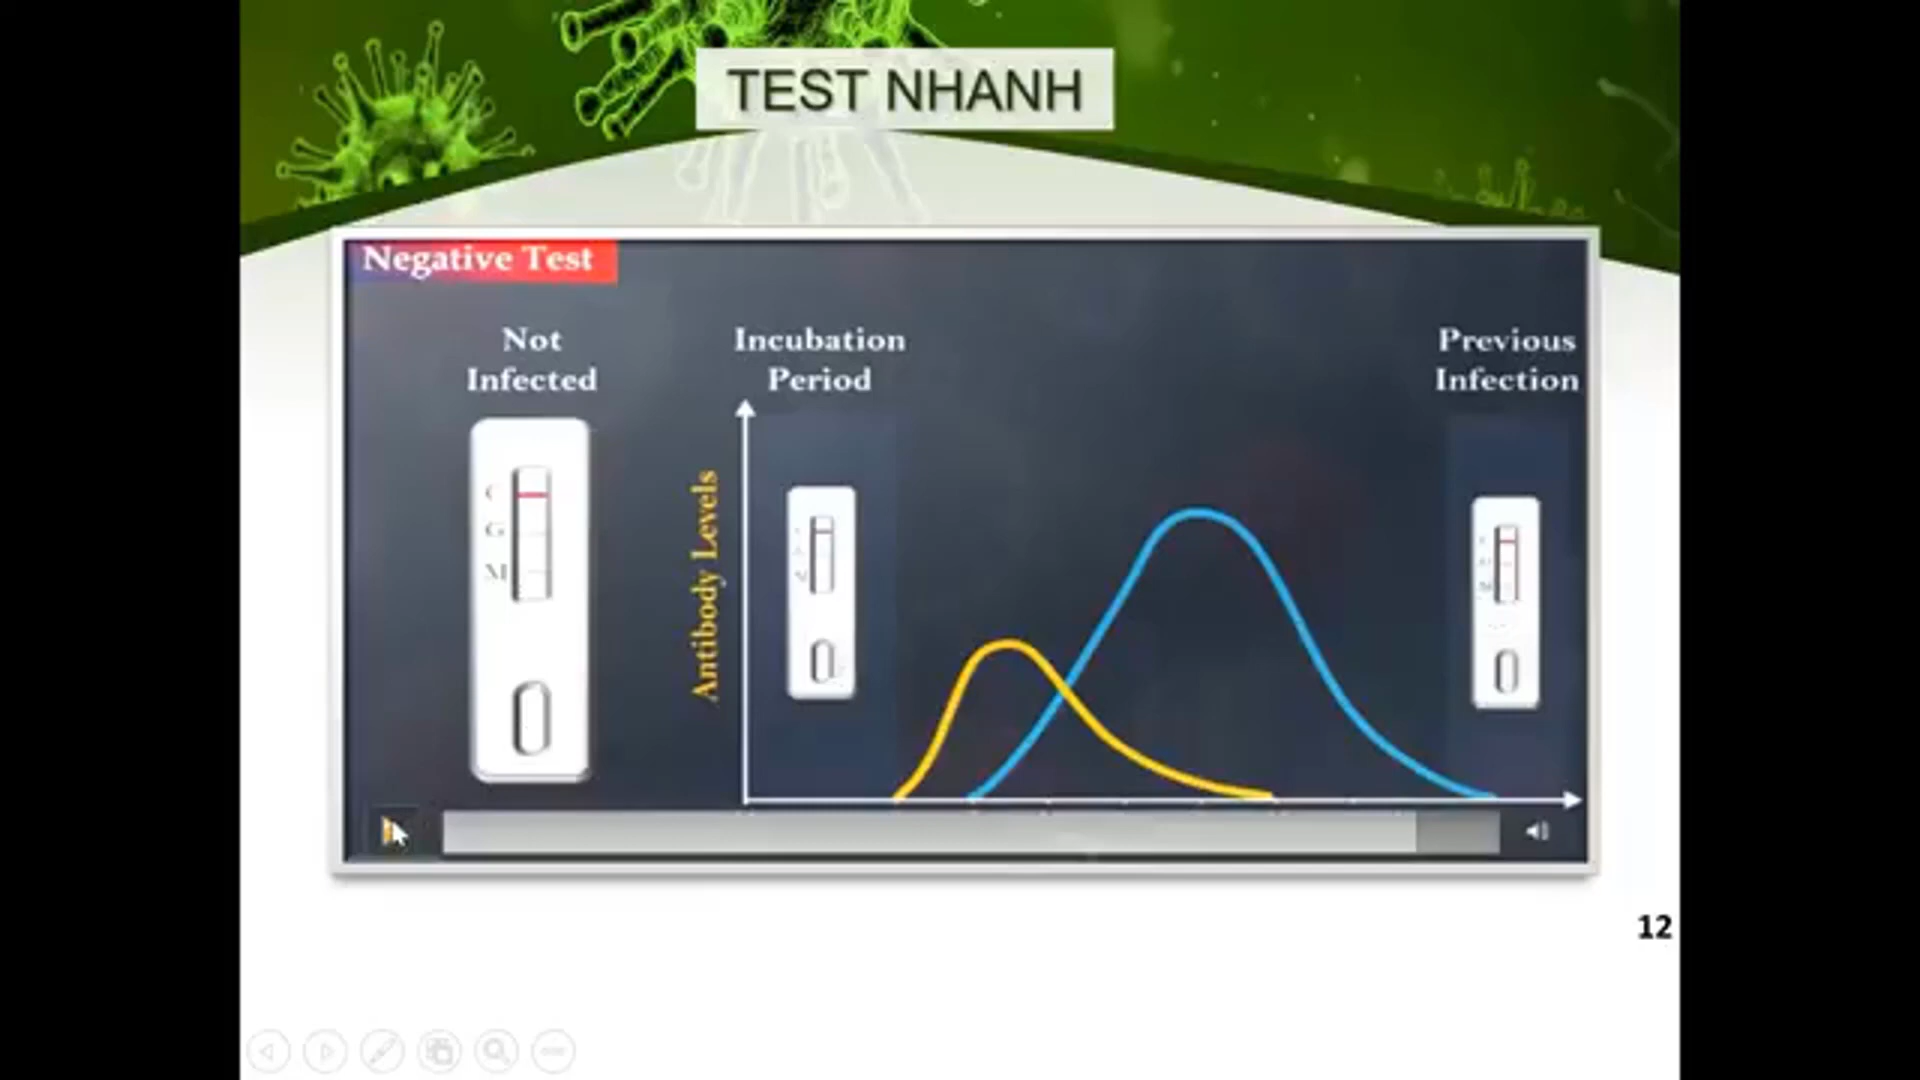 TEST NHANH
Negative Test
Not
Infected
Incubation
Period
Previous
Infection
C
G
M
Antibody Levels
12